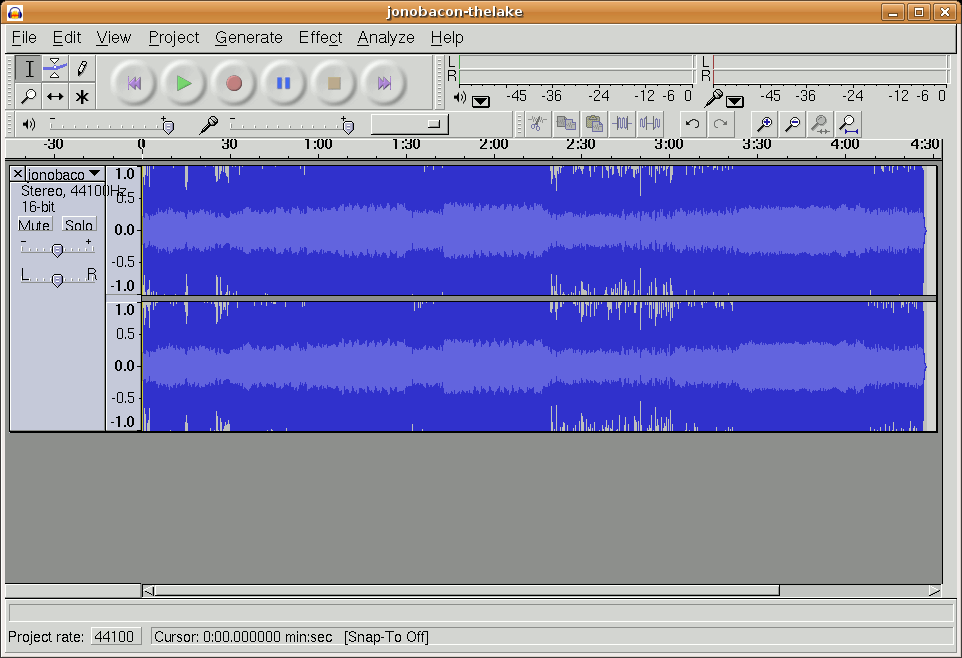 jonobacon-thelake
File Edit View Project Generate Effect Analyze Help
L
R
-45 -36 -24 -12 -6 0
L
R
-45 -36 -24 -12 -6 0
- +
- +
-30 0 30 1:00 1:30 2:00 2:30 3:00 3:30 4:00 4:30
jonobaco
Stereo, 44100Hz
16-bit
Mute Solo
- +
L R
1.0
0.5
0.0
-0.5
-1.0
1.0
0.5
0.0
-0.5
-1.0
Project rate: 44100 Cursor: 0:00.000000 min:sec [Snap-To Off]